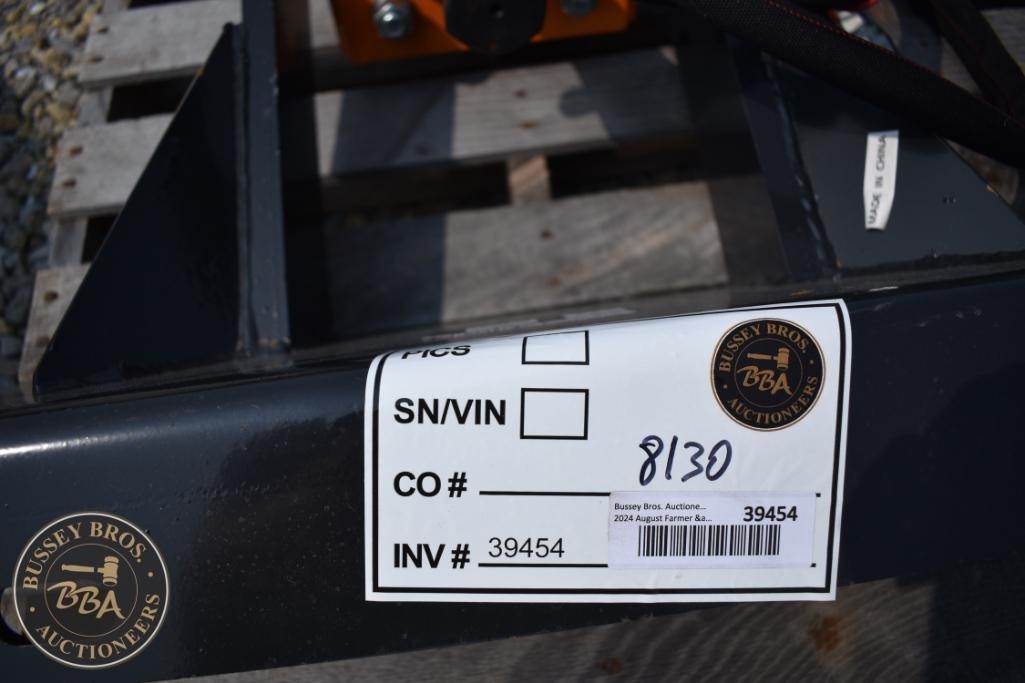 MADE IN CHINA
PICS
SN/VIN
CO # 8130
INV # 39454
BUSSEY BROS.
BBA
AUCTIONEERS
Bussey Bros. Auctione...
2024 August Farmer &a...
39454
BUSSEY BROS.
BBA
AUCTIONEERS